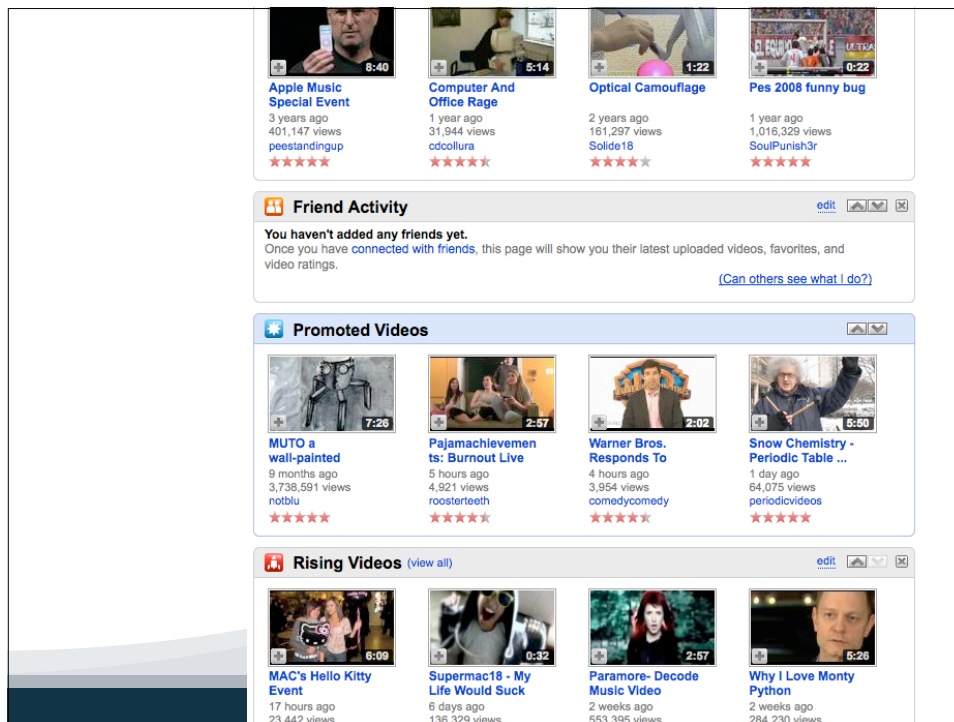 8:40
5:14
1:22
0:22
Apple Music
Special Event
3 years ago
401,147 views
peestandingup
Computer And
Office Rage
1 year ago
31,944 views
cdcollura
Optical Camouflage
2 years ago
161,297 views
Solide18
Pes 2008 funny bug
1 year ago
1,016,329 views
SoulPunish3r
Friend Activity
edit
You haven't added any friends yet.
Once you have connected with friends, this page will show you their latest uploaded videos, favorites, and
video ratings.
(Can others see what I do?)
Promoted Videos
7:26
2:57
2:02
5:50
MUTO a
wall-painted
9 months ago
3,738,591 views
notblu
Pajamachievemen
ts: Burnout Live
5 hours ago
4,921 views
roosterteeth
Warner Bros.
Responds To
4 hours ago
3,954 views
comedycomedy
Snow Chemistry -
Periodic Table ...
1 day ago
64,075 views
periodicvideos
Rising Videos (view all)
edit
6:09
0:32
2:57
5:26
MAC's Hello Kitty
Event
17 hours ago
23,442 views
Supermac18 - My
Life Would Suck
6 days ago
136,329 views
Paramore- Decode
Music Video
2 weeks ago
553,395 views
Why I Love Monty
Python
2 weeks ago
284,230 views